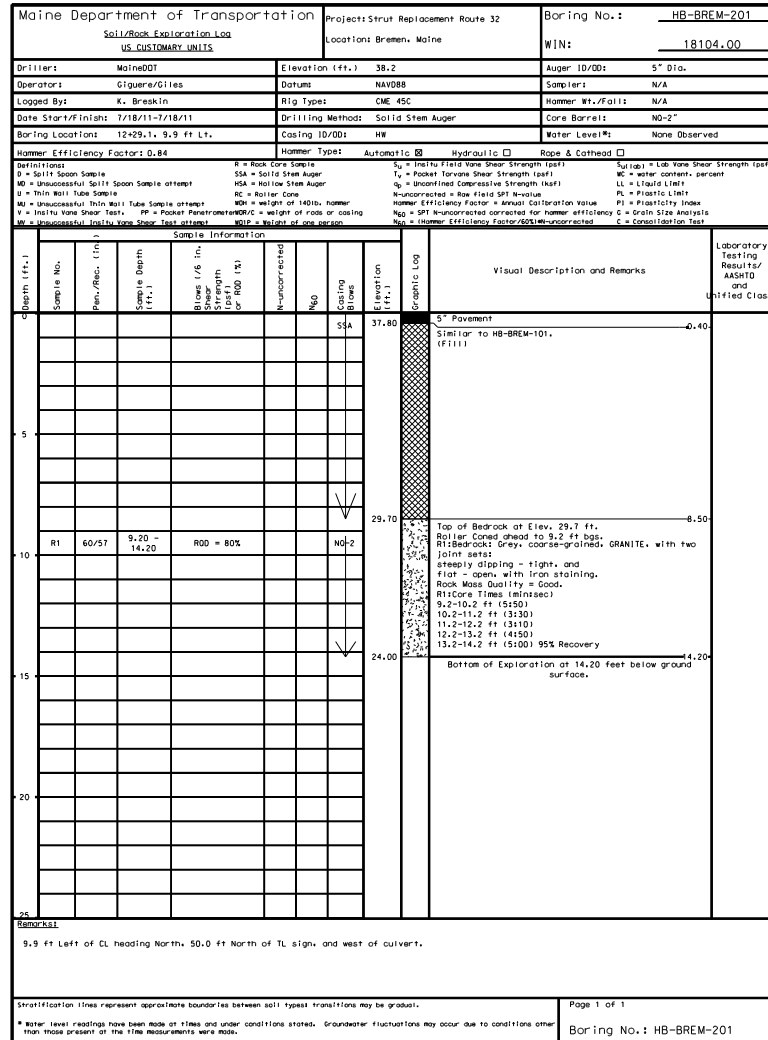 Maine Department of Transportation
Soil/Rock Exploration Log
US CUSTOMARY UNITS
Project: Strut Replacement Route 32
Location: Bremen, Maine
Boring No.: HB-BREM-201
WIN: 18104.00
Driller: MaineDOT
Elevation (ft.) 38.2
Auger ID/OD: 5" Dia.
Operator: Giguere/Giles
Datum: NAVD88
Sampler: N/A
Logged By: K. Breskin
Rig Type: CME 45C
Hammer Wt./Fall: N/A
Date Start/Finish: 7/18/11-7/18/11
Drilling Method: Solid Stem Auger
Core Barrel: NQ-2"
Boring Location: 12+29.1, 9.9 ft Lt.
Casing ID/OD: HW
Water Level*: None Observed
Hammer Efficiency Factor: 0.84
Hammer Type: Automatic ☒ Hydraulic ☐ Rope & Cathead ☐
Definitions:
D = Split Spoon Sample
MD = Unsuccessful Split Spoon Sample attempt
U = Thin Wall Tube Sample
MU = Unsuccessful Thin Wall Tube Sample attempt
V = Insitu Vane Shear Test, PP = Pocket Penetrometer
MV = Unsuccessful Insitu Vane Shear Test attempt
R = Rock Core Sample
SSA = Solid Stem Auger
HSA = Hollow Stem Auger
RC = Roller Cone
WOH = weight of 140lb. hammer
WOR/C = weight of rods or casing
WO1P = Weight of one person
Su = Insitu Field Vane Shear Strength (psf)
Tv = Pocket Torvane Shear Strength (psf)
qp = Unconfined Compressive Strength (ksf)
N-uncorrected = Raw field SPT N-value
Hammer Efficiency Factor = Annual Calibration Value
N60 = SPT N-uncorrected corrected for hammer efficiency
N60 = (Hammer Efficiency Factor/60%)*N-uncorrected
Su(lab) = Lab Vane Shear Strength (psf
WC = water content, percent
LL = Liquid Limit
PL = Plastic Limit
PI = Plasticity Index
G = Grain Size Analysis
C = Consolidation Test
Sample Information
Depth (ft.)
Sample No.
Pen./Rec. (in.)
Sample Depth (ft.)
Blows (/6 in.
Shear
Strength
(psf)
or RQD (%)
N-uncorrected
N60
Casing Blows
Elevation (ft.)
Graphic Log
Visual Description and Remarks
Laboratory
Testing
Results/
AASHTO
and
Unified Clas
0
SSA
37.80
5" Pavement
0.40
Similar to HB-BREM-101.
(Fill)
5
29.70
8.50
Top of Bedrock at Elev. 29.7 ft.
Roller Coned ahead to 9.2 ft bgs.
R1 60/57 9.20 - 14.20 RQD = 80% NQ-2
R1:Bedrock: Grey, coarse-grained, GRANITE, with two
joint sets:
steeply dipping - tight, and
flat - open, with iron staining.
Rock Mass Quality = Good.
R1:Core Times (min:sec)
9.2-10.2 ft (5:50)
10.2-11.2 ft (3:30)
11.2-12.2 ft (3:10)
12.2-13.2 ft (4:50)
13.2-14.2 ft (5:00) 95% Recovery
10
24.00
14.20
Bottom of Exploration at 14.20 feet below ground
surface.
15
20
25
Remarks:
9.9 ft Left of CL heading North, 50.0 ft North of TL sign, and west of culvert.
Stratification lines represent approximate boundaries between soil types; transitions may be gradual.
* Water level readings have been made at times and under conditions stated. Groundwater fluctuations may occur due to conditions other
than those present at the time measurements were made.
Page 1 of 1
Boring No.: HB-BREM-201